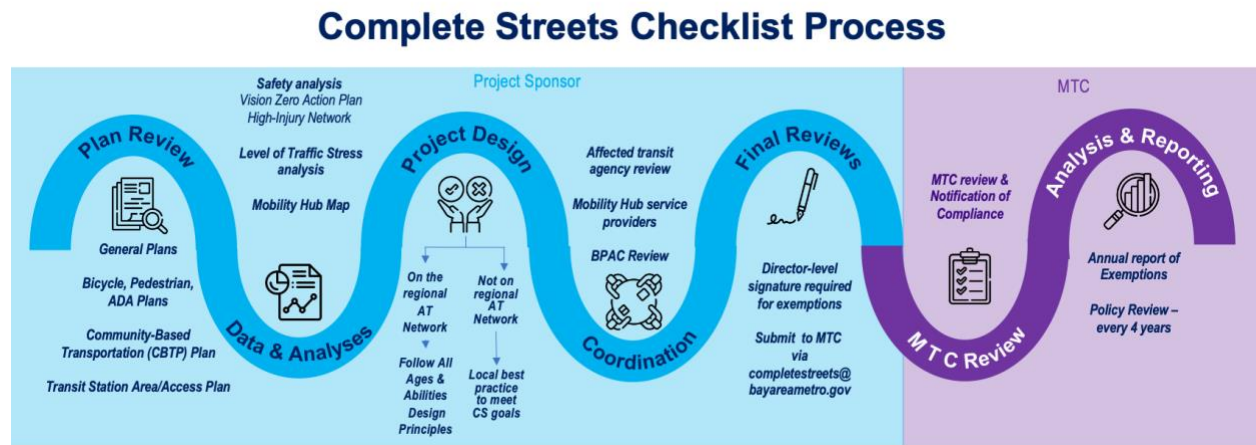 Complete Streets Checklist Process
Project Sponsor
MTC
Plan Review
General Plans
Bicycle, Pedestrian,
ADA Plans
Community-Based
Transportation (CBTP) Plan
Transit Station Area/Access Plan
Safety analysis
Vision Zero Action Plan
High-Injury Network
Level of Traffic Stress
analysis
Mobility Hub Map
Data & Analyses
Project Design
On the
regional
AT
Network
Follow All
Ages &
Abilities
Design
Principles
Not on
regional
AT
Network
Local best
practice
to meet
CS goals
Affected transit
agency review
Mobility Hub service
providers
BPAC Review
Coordination
Final Reviews
Director-level
signature required
for exemptions
Submit to MTC
via
completestreets@
bayareametro.gov
MTC review &
Notification of
Compliance
MTC Review
Analysis & Reporting
Annual report of
Exemptions
Policy Review –
every 4 years